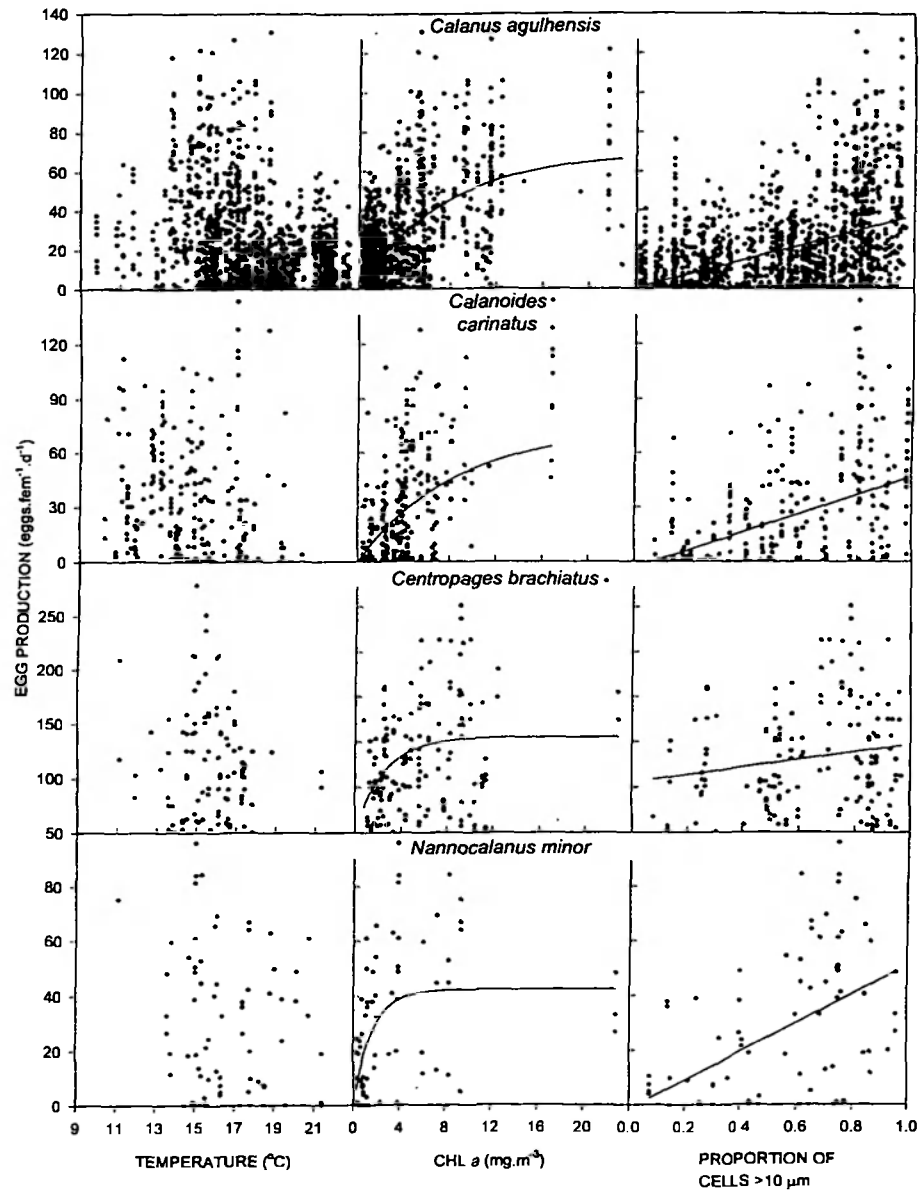 Calanus agulhensis
140
120
100
80
60
40
20
0
Calanoides
carinatus
120
90
60
30
0
Centropages brachiatus
250
200
150
100
50
Nannocalanus minor
80
60
40
20
0
EGG PRODUCTION (eggs.fem⁻¹.d⁻¹)
9 11 13 15 17 19 21 0 4 8 12 16 20 0.0 0.2 0.4 0.6 0.8 1.0
TEMPERATURE (°C)
CHL a (mg.m⁻³)
PROPORTION OF
CELLS >10 µm